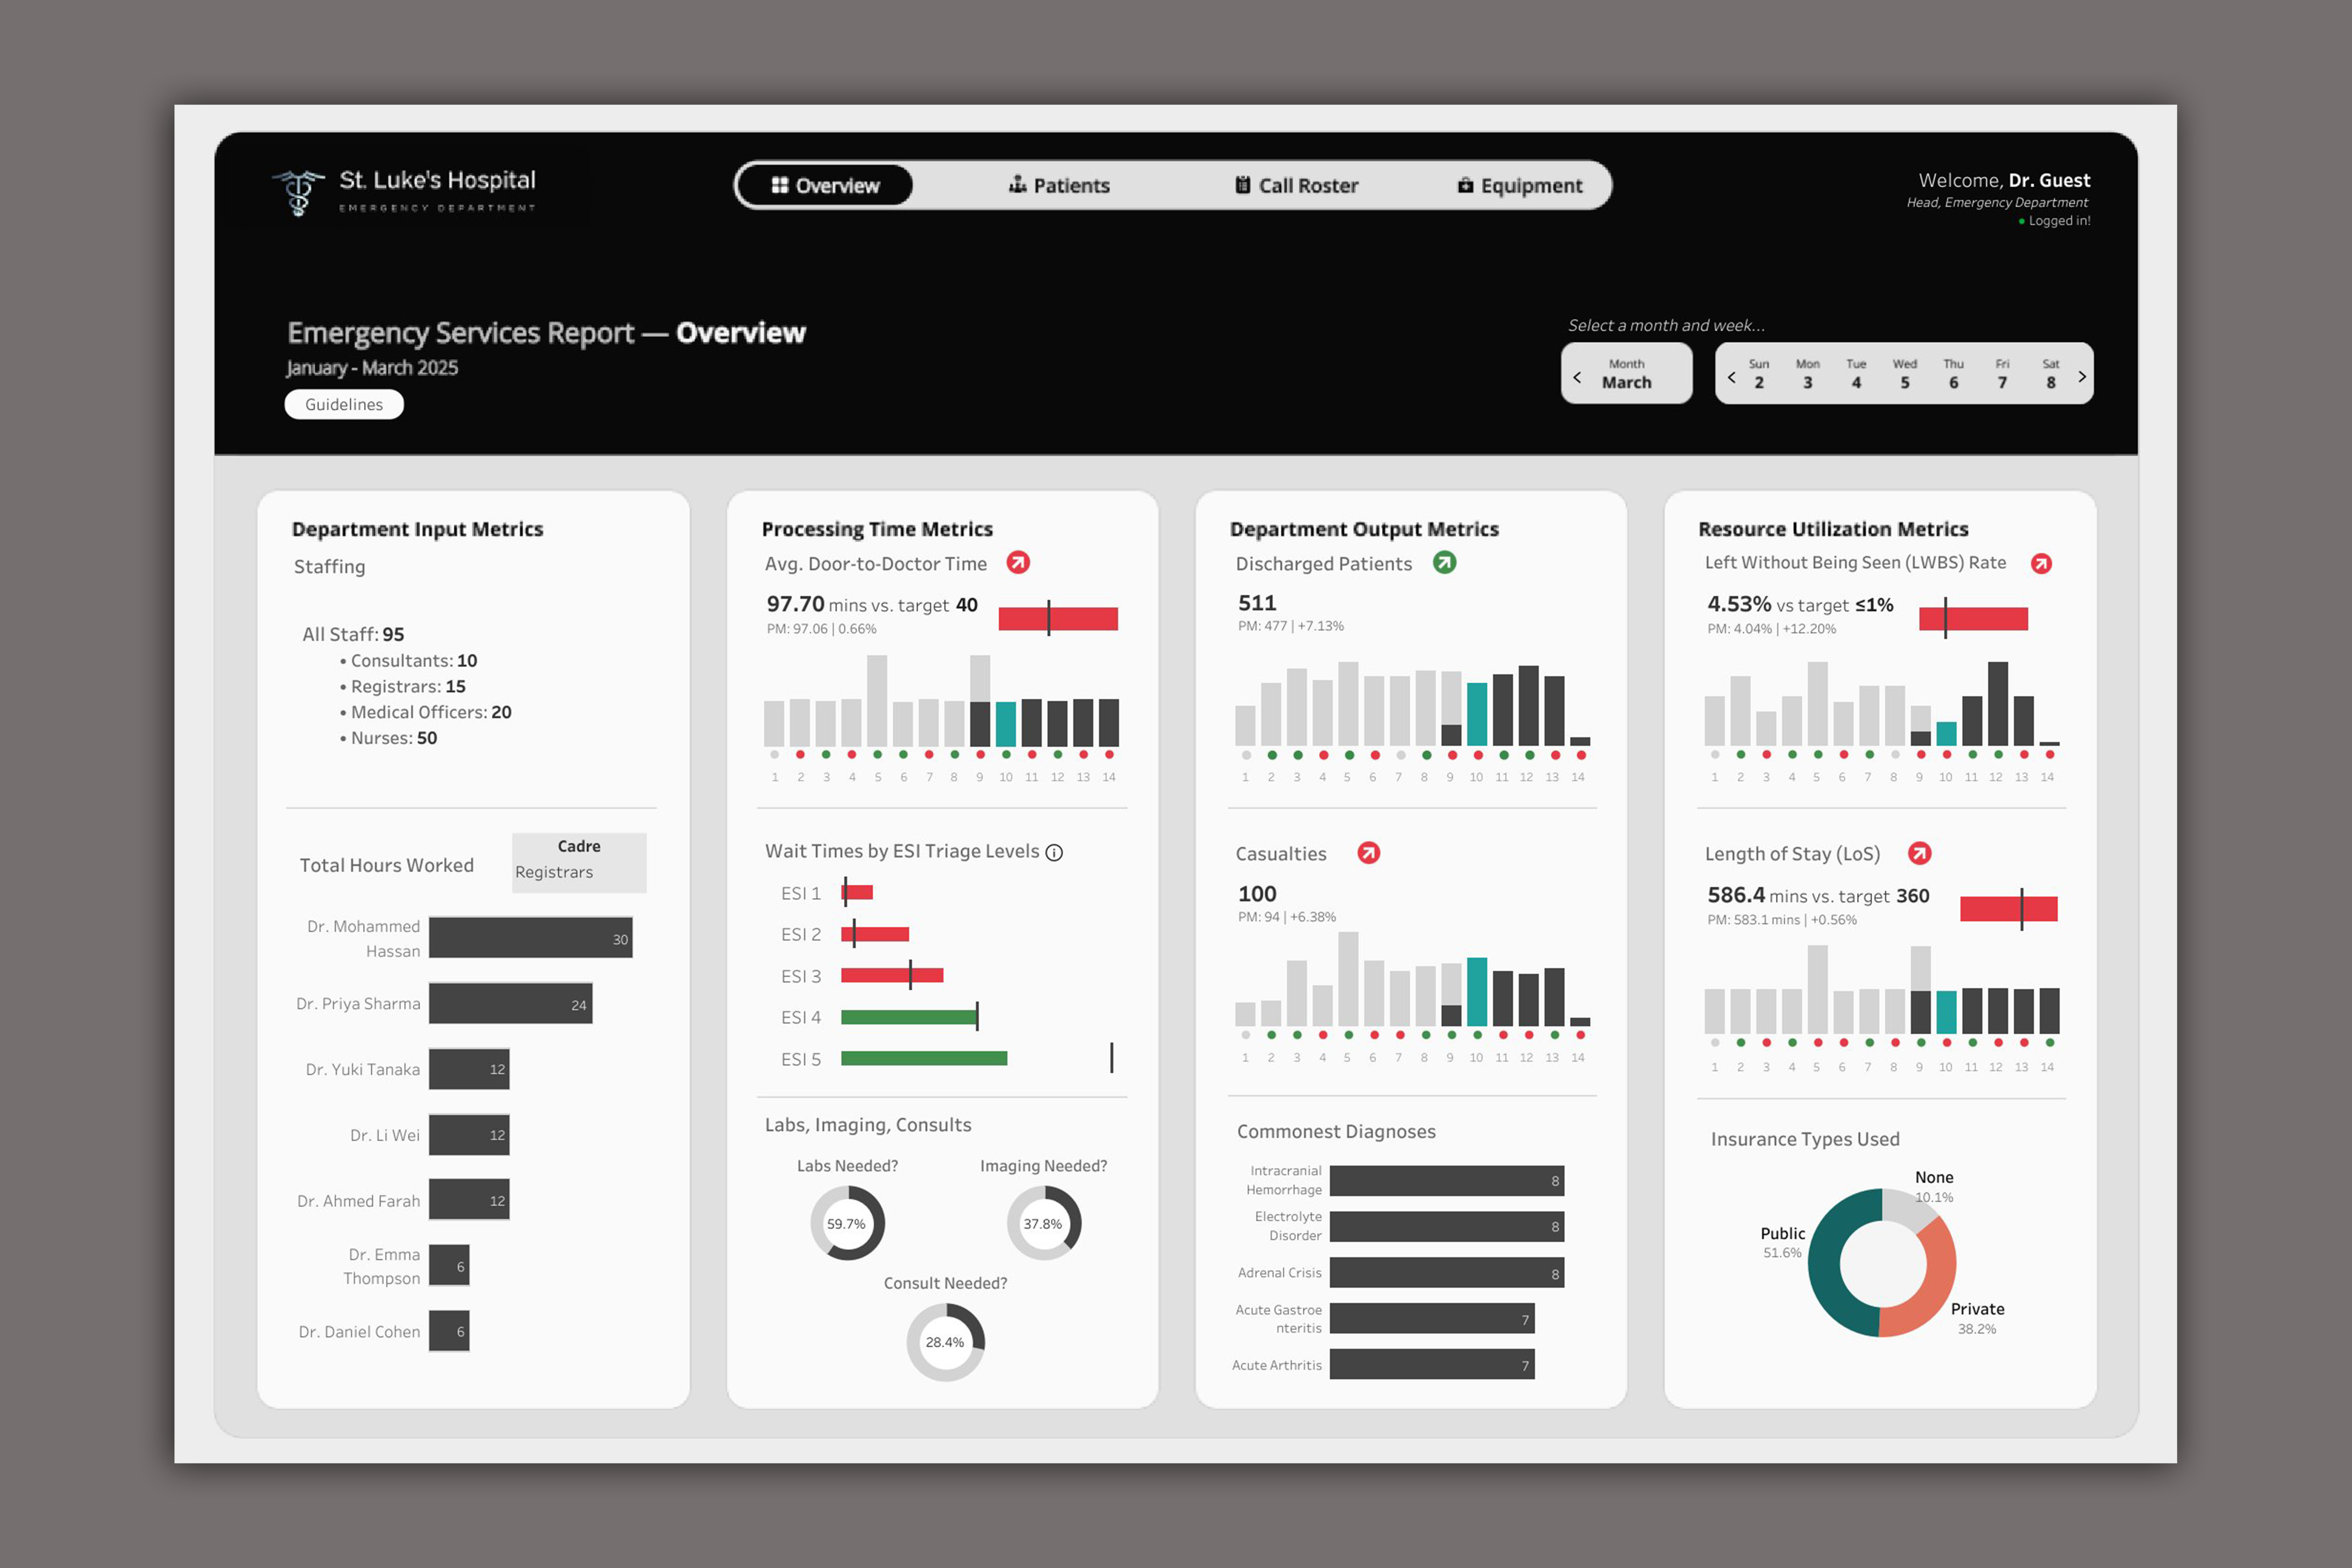 St. Luke's Hospital
EMERGENCY DEPARTMENT
Overview
Patients
Call Roster
Equipment
Welcome, Dr. Guest
Head, Emergency Department
• Logged in!
Emergency Services Report — Overview
January - March 2025
Guidelines
Select a month and week...
< Month
March
< Sun Mon Tue Wed Thu Fri Sat >
2 3 4 5 6 7 8
Department Input Metrics
Staffing
All Staff: 95
• Consultants: 10
• Registrars: 15
• Medical Officers: 20
• Nurses: 50
Total Hours Worked
Cadre
Registrars
Dr. Mohammed
Hassan
30
Dr. Priya Sharma 24
Dr. Yuki Tanaka 12
Dr. Li Wei 12
Dr. Ahmed Farah 12
Dr. Emma
Thompson
6
Dr. Daniel Cohen 6
Processing Time Metrics
Avg. Door-to-Doctor Time
97.70 mins vs. target 40
PM: 97.06 | 0.66%
1 2 3 4 5 6 7 8 9 10 11 12 13 14
Wait Times by ESI Triage Levels
ESI 1
ESI 2
ESI 3
ESI 4
ESI 5
Labs, Imaging, Consults
Labs Needed? Imaging Needed?
59.7% 37.8%
Consult Needed?
28.4%
Department Output Metrics
Discharged Patients
511
PM: 477 | +7.13%
1 2 3 4 5 6 7 8 9 10 11 12 13 14
Casualties
100
PM: 94 | +6.38%
1 2 3 4 5 6 7 8 9 10 11 12 13 14
Commonest Diagnoses
Intracranial
Hemorrhage
8
Electrolyte
Disorder
8
Adrenal Crisis 8
Acute Gastroe
nteritis
7
Acute Arthritis 7
Resource Utilization Metrics
Left Without Being Seen (LWBS) Rate
4.53% vs target ≤1%
PM: 4.04% | +12.20%
1 2 3 4 5 6 7 8 9 10 11 12 13 14
Length of Stay (LoS)
586.4 mins vs. target 360
PM: 583.1 mins | +0.56%
1 2 3 4 5 6 7 8 9 10 11 12 13 14
Insurance Types Used
None
10.1%
Public
51.6%
Private
38.2%